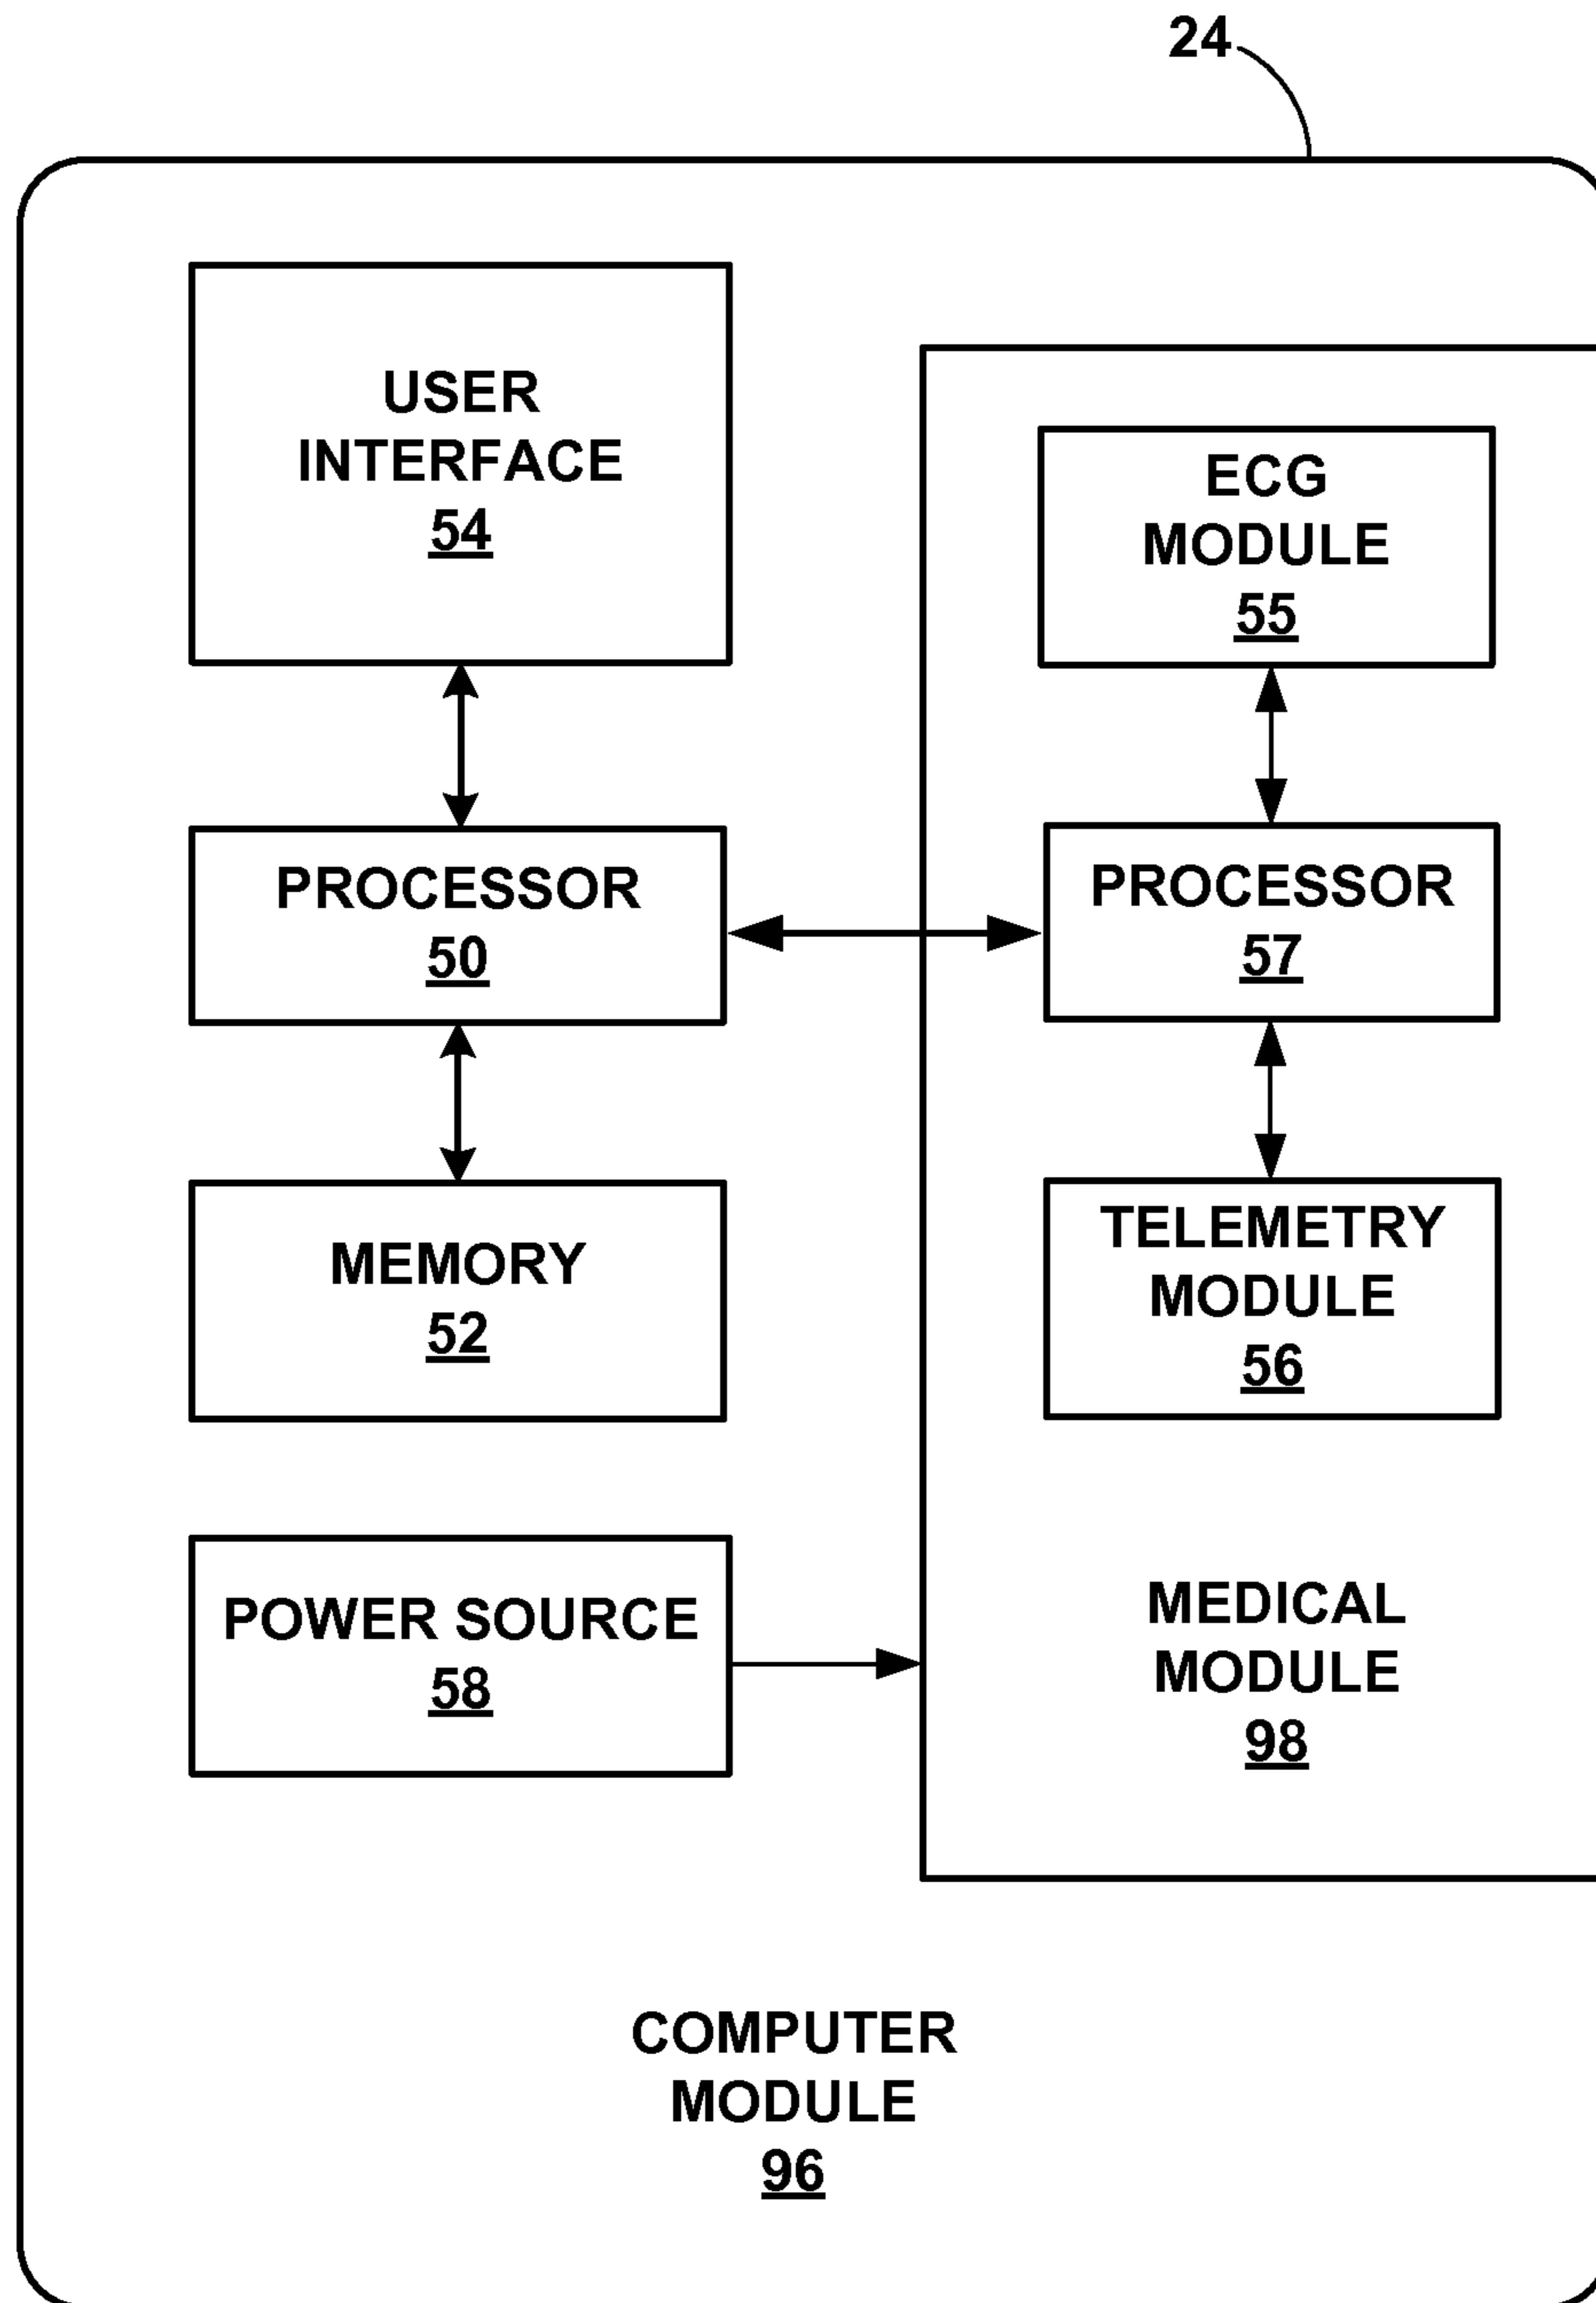 24
USER
INTERFACE
54
ECG
MODULE
55
PROCESSOR
50
PROCESSOR
57
MEMORY
52
TELEMETRY
MODULE
56
POWER SOURCE
58
MEDICAL
MODULE
98
COMPUTER
MODULE
96